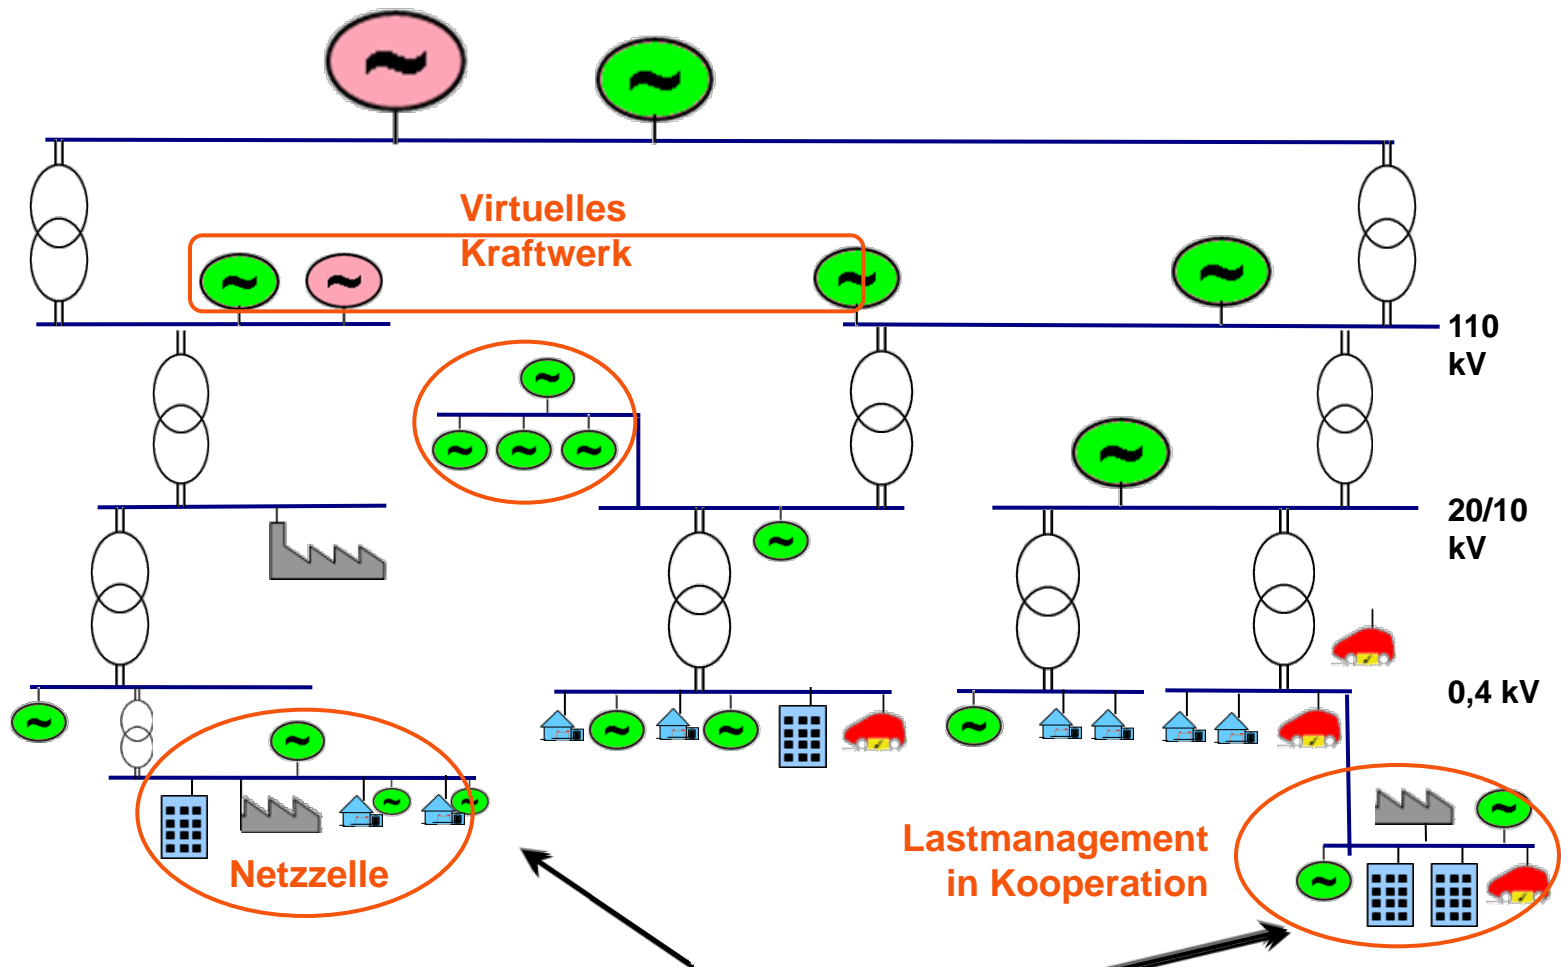 Virtuelles
Kraftwerk
110
kV
20/10
kV
0,4 kV
Netzzelle
Lastmanagement
in Kooperation